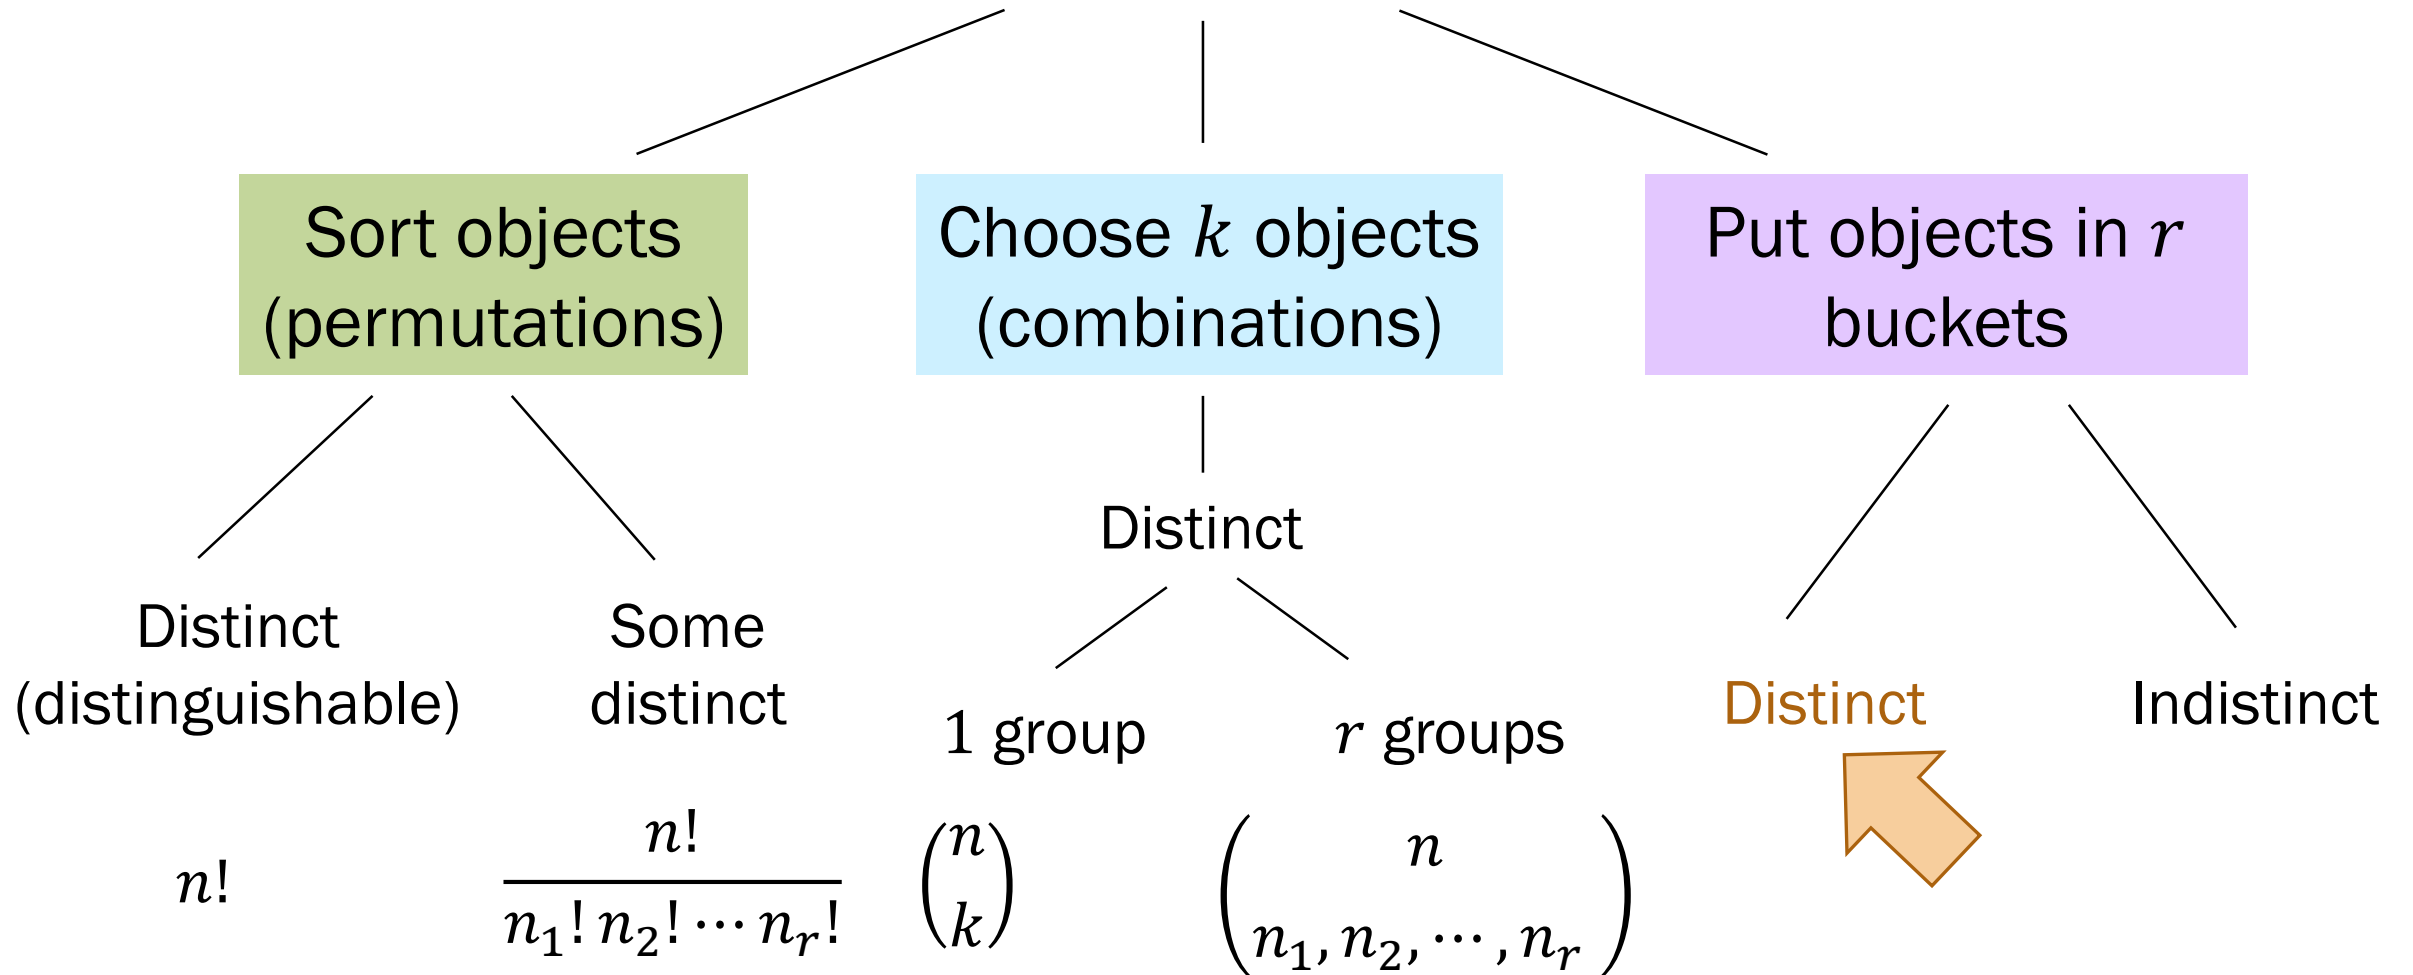 Sort objects
(permutations)
Choose k objects
(combinations)
Put objects in r
buckets
Distinct
(distinguishable)
Some
distinct
Distinct
1 group
r groups
Distinct
Indistinct
n!
n!
n₁! n₂! ⋯ nᵣ!
n
k
n
n₁, n₂, ⋯ , nᵣ